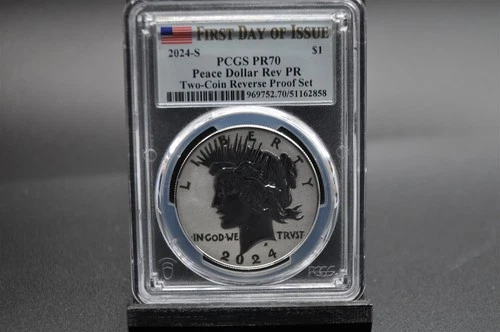 FIRST DAY OF ISSUE
2024-S $1
PCGS PR70
Peace Dollar Rev PR
Two-Coin Reverse Proof Set
969752.70/51162858
LIBERTY
IN GOD WE TRVST
2024
PCGS